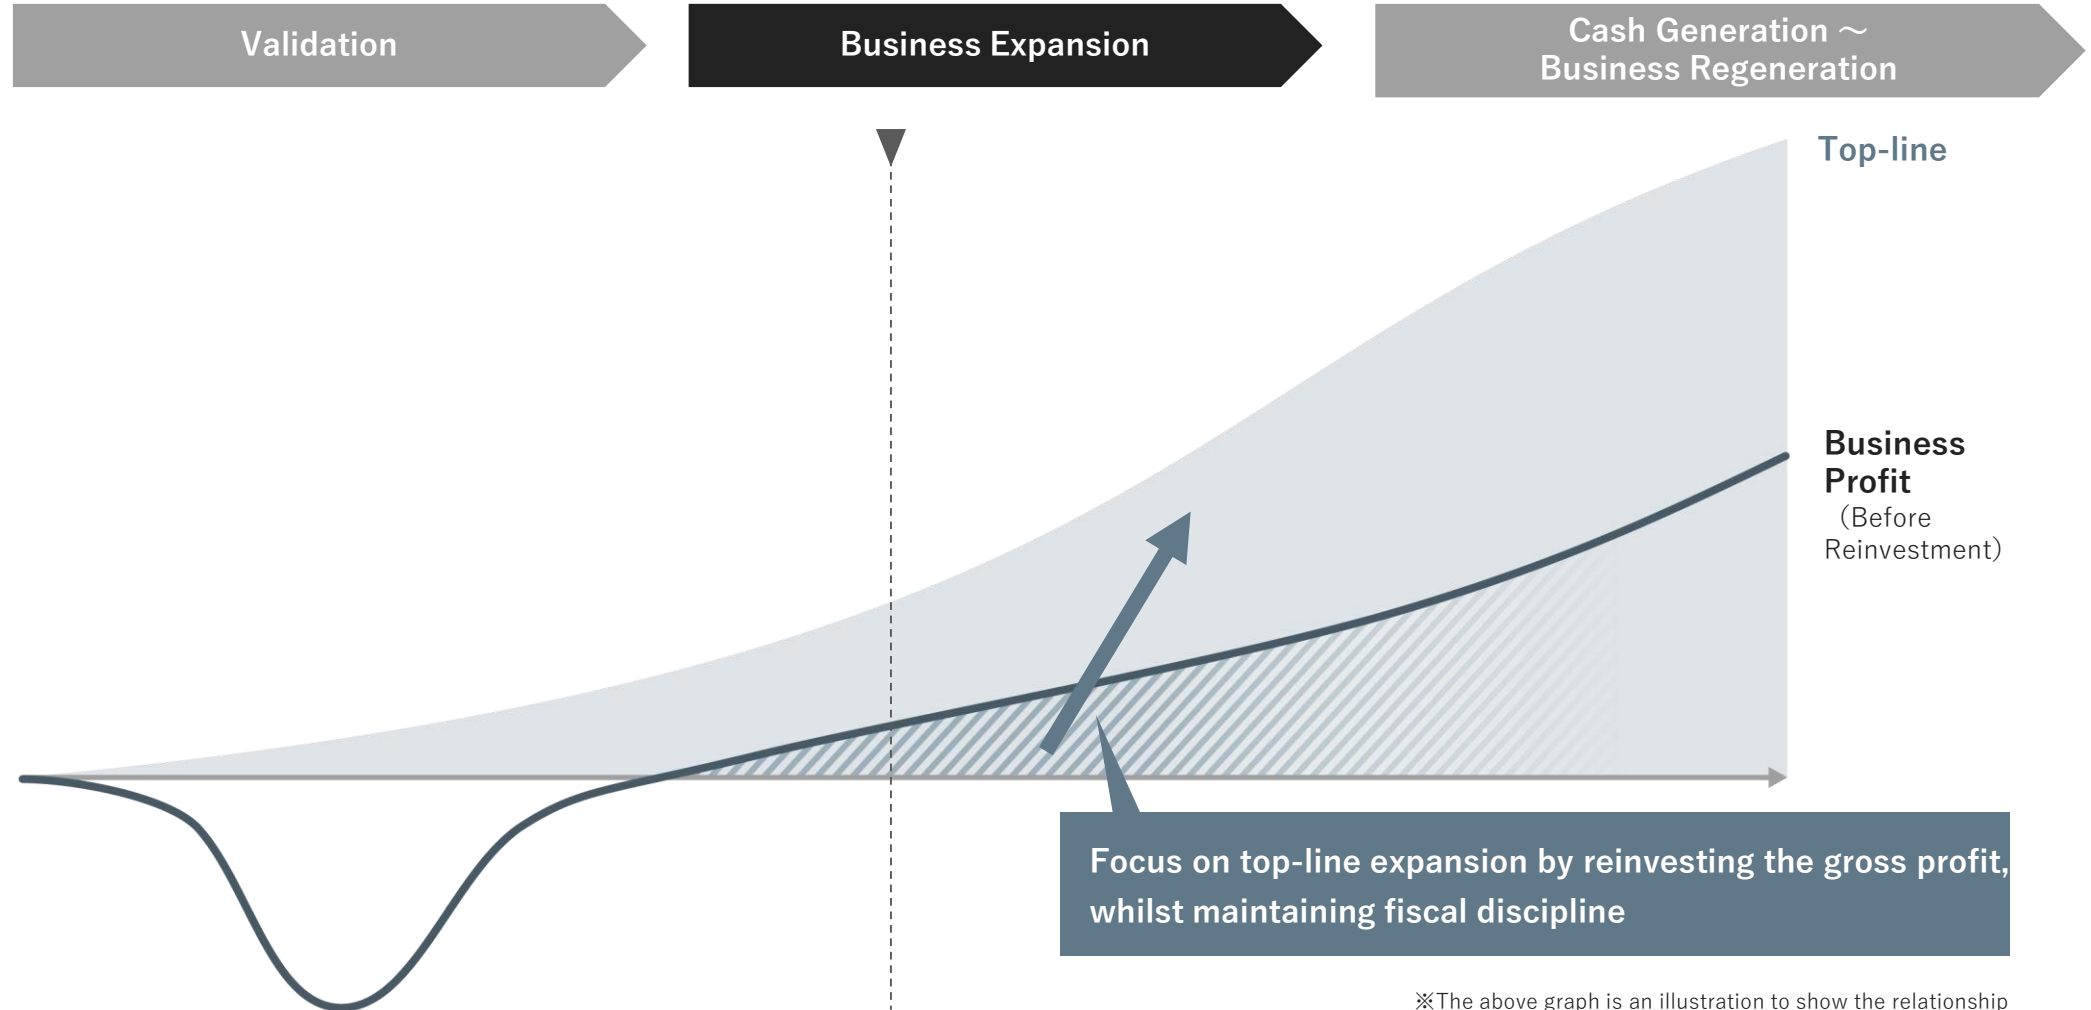 Validation
Business Expansion
Cash Generation ～
Business Regeneration
Top-line
Business
Profit
（Before
Reinvestment）
Focus on top-line expansion by reinvesting the gross profit,
whilst maintaining fiscal discipline
※The above graph is an illustration to show the relationship